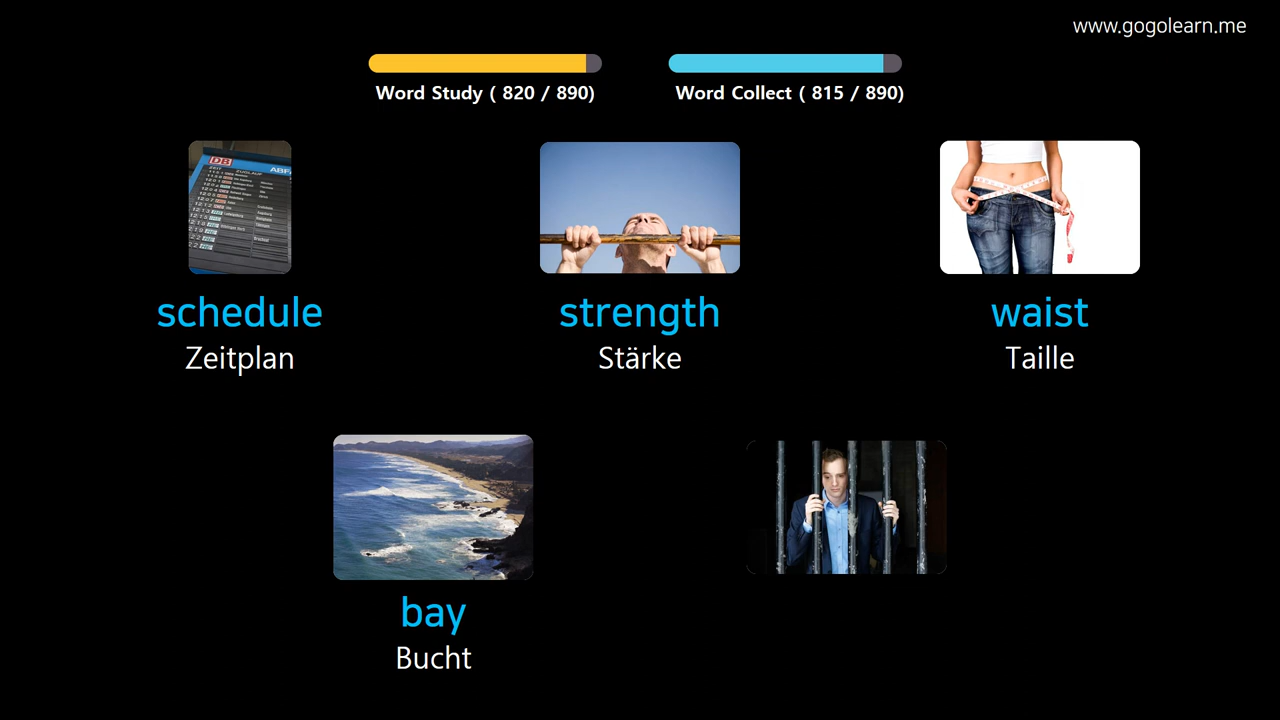 www.gogolearn.me
Word Study ( 820 / 890)
Word Collect ( 815 / 890)
DB
schedule
Zeitplan
strength
Stärke
waist
Taille
bay
Bucht